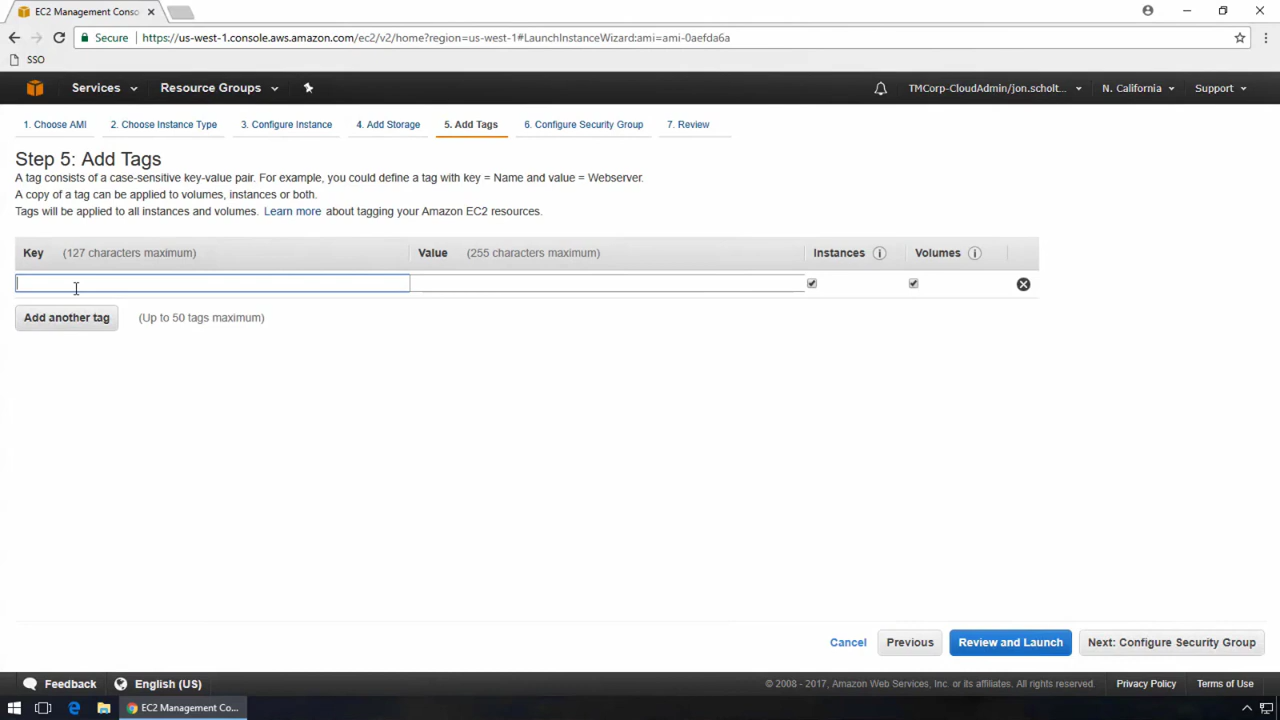 EC2 Management Conso
Secure https://us-west-1.console.aws.amazon.com/ec2/v2/home?region=us-west-1#LaunchInstanceWizard:ami=ami-0aefda6a
SSO
Services Resource Groups TMCorp-CloudAdmin/jon.scholt... N. California Support
1. Choose AMI 2. Choose Instance Type 3. Configure Instance 4. Add Storage 5. Add Tags 6. Configure Security Group 7. Review
Step 5: Add Tags
A tag consists of a case-sensitive key-value pair. For example, you could define a tag with key = Name and value = Webserver.
A copy of a tag can be applied to volumes, instances or both.
Tags will be applied to all instances and volumes. Learn more about tagging your Amazon EC2 resources.
Key (127 characters maximum) Value (255 characters maximum) Instances i Volumes i
Add another tag (Up to 50 tags maximum)
Cancel Previous Review and Launch Next: Configure Security Group
Feedback English (US) © 2008 - 2017, Amazon Web Services, Inc. or its affiliates. All rights reserved. Privacy Policy Terms of Use
EC2 Management Co...